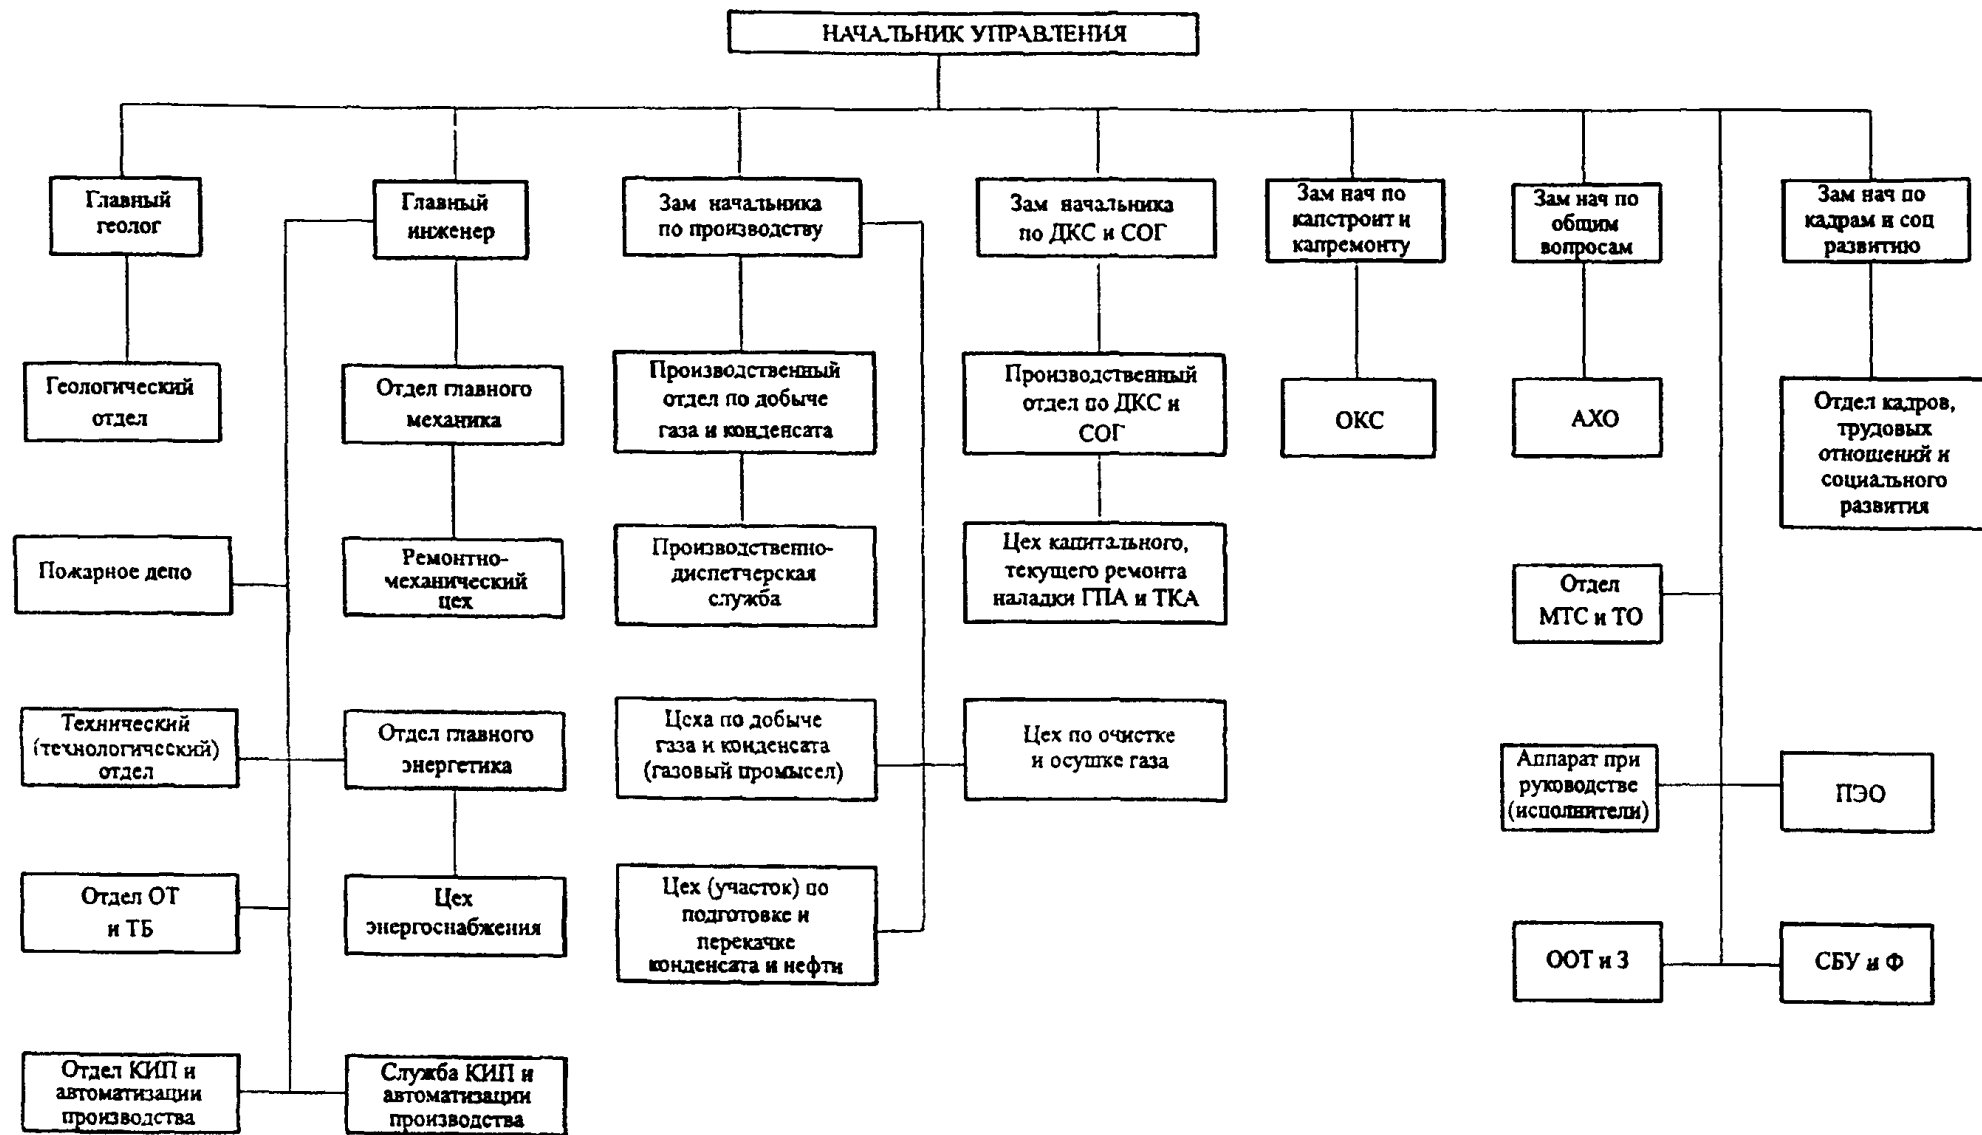 НАЧАЛЬНИК УПРАВЛЕНИЯ
Главный
геолог
Главный
инженер
Зам начальника
по производству
Зам начальника
по ДКС и СОГ
Зам нач по
капстроит и
капремонту
Зам нач по
общим
вопросам
Зам нач по
кадрам и соц
развитию
Геологический
отдел
Отдел главного
механика
Производственный
отдел по добыче
газа и конденсата
Производственный
отдел по ДКС и
СОГ
ОКС
АХО
Отдел кадров,
трудовых
отношений и
социального
развития
Пожарное депо
Ремонтно-
механический
цех
Производственно-
диспетчерская
служба
Цех капитального,
текущего ремонта
наладки ГПА и ТКА
Отдел
МТС и ТО
Технический
(технологический)
отдел
Отдел главного
энергетика
Цеха по добыче
газа и конденсата
(газовый промысел)
Цех по очистке
и осушке газа
Аппарат при
руководстве
(исполнители)
ПЭО
Отдел ОТ
и ТБ
Цех
энергоснабжения
Цех (участок) по
подготовке и
перекачке
конденсата и нефти
ООТ и З
СБУ и Ф
Отдел КИП и
автоматизации
производства
Служба КИП и
автоматизации
производства